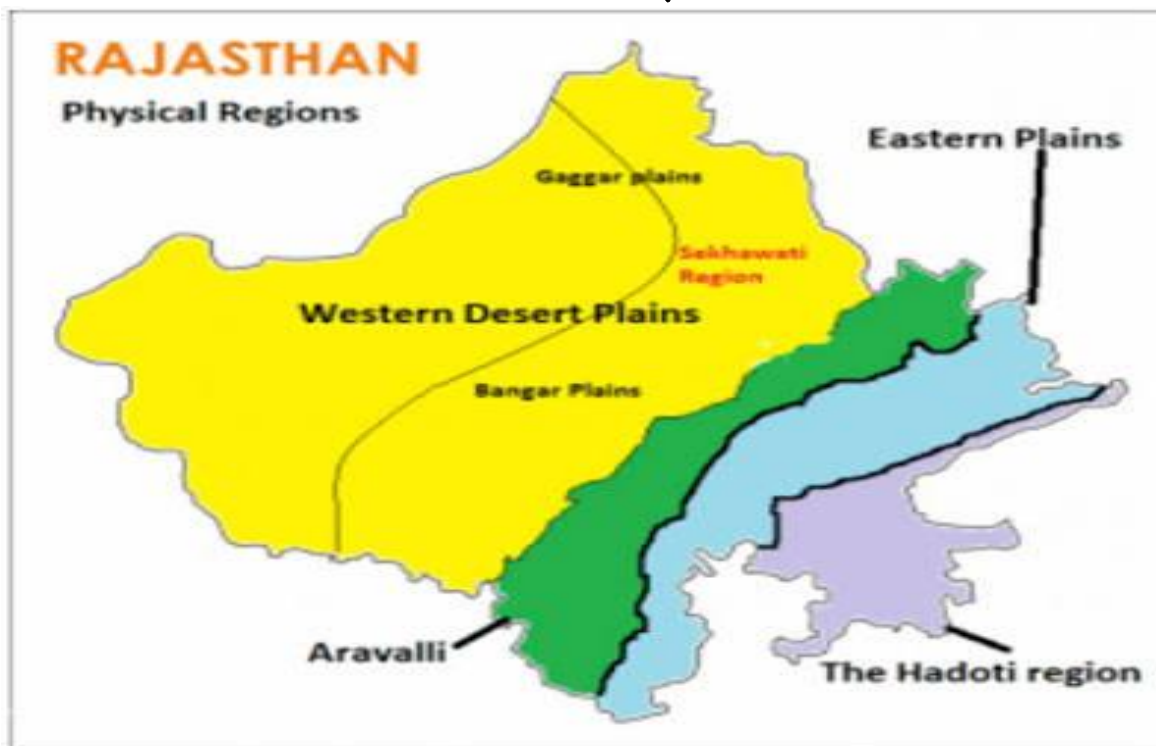 RAJASTHAN
Physical Regions
Eastern Plains
Gaggar plains
Sekhawati
Region
Western Desert Plains
Bangar Plains
Aravalli
The Hadoti region